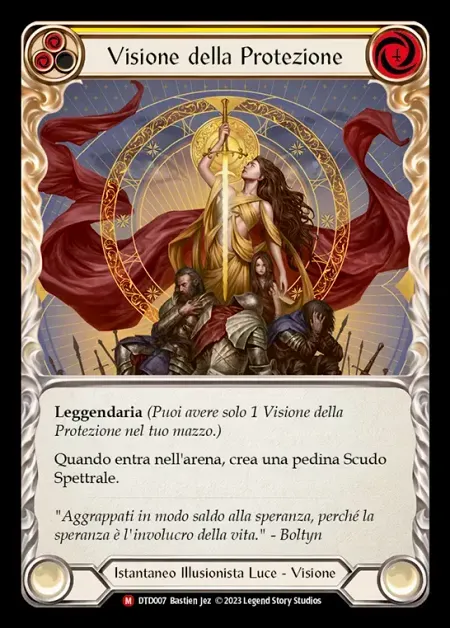 Visione della Protezione
Leggendaria (Puoi avere solo 1 Visione della
Protezione nel tuo mazzo.)
Quando entra nell'arena, crea una pedina Scudo
Spettrale.
"Aggrappati in modo saldo alla speranza, perché la
speranza è l'involucro della vita." - Boltyn
Istantaneo Illusionista Luce - Visione
M DTD007 Bastien Jez © 2023 Legend Story Studios